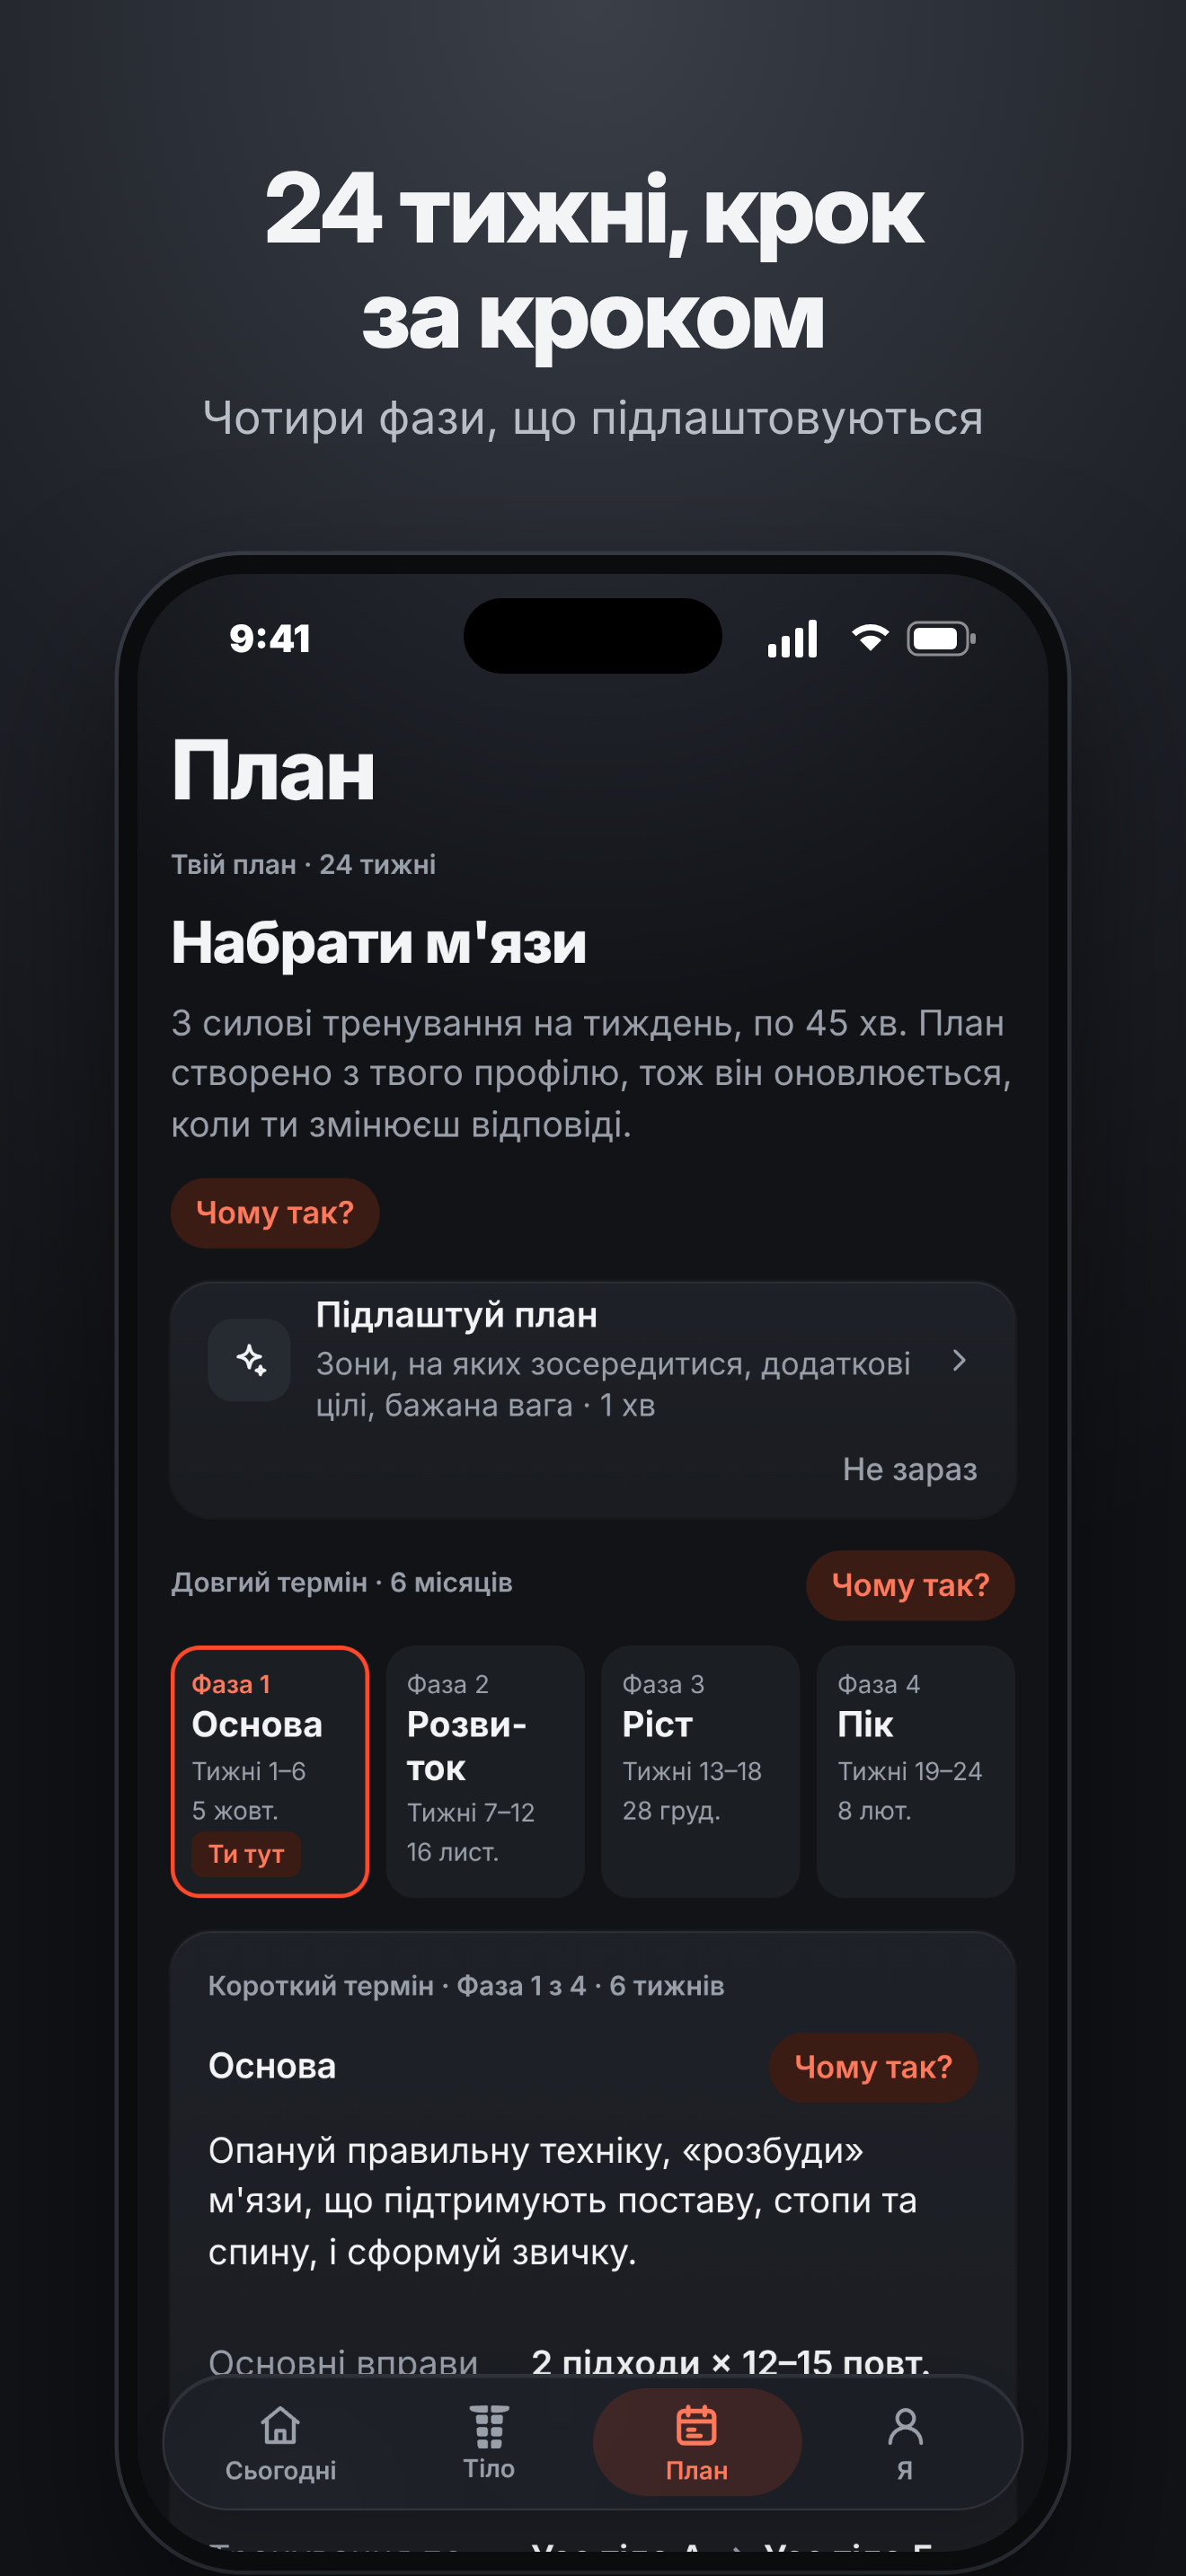 24 тижні, крок
за кроком
Чотири фази, що підлаштовуються
9:41
План
Твій план · 24 тижні
Набрати м'язи
3 силові тренування на тиждень, по 45 хв. План
створено з твого профілю, тож він оновлюється,
коли ти змінюєш відповіді.
Чому так?
Підлаштуй план
Зони, на яких зосередитися, додаткові
цілі, бажана вага · 1 хв
Не зараз
Довгий термін · 6 місяців
Чому так?
Фаза 1
Основа
Тижні 1–6
5 жовт.
Ти тут
Фаза 2
Розви-
ток
Тижні 7–12
16 лист.
Фаза 3
Ріст
Тижні 13–18
28 груд.
Фаза 4
Пік
Тижні 19–24
8 лют.
Короткий термін · Фаза 1 з 4 · 6 тижнів
Основа
Чому так?
Опануй правильну техніку, «розбуди»
м'язи, що підтримують поставу, стопи та
спину, і сформуй звичку.
Основні вправи
2 підходи × 12–15 повт.
Сьогодні
Тіло
План
Я